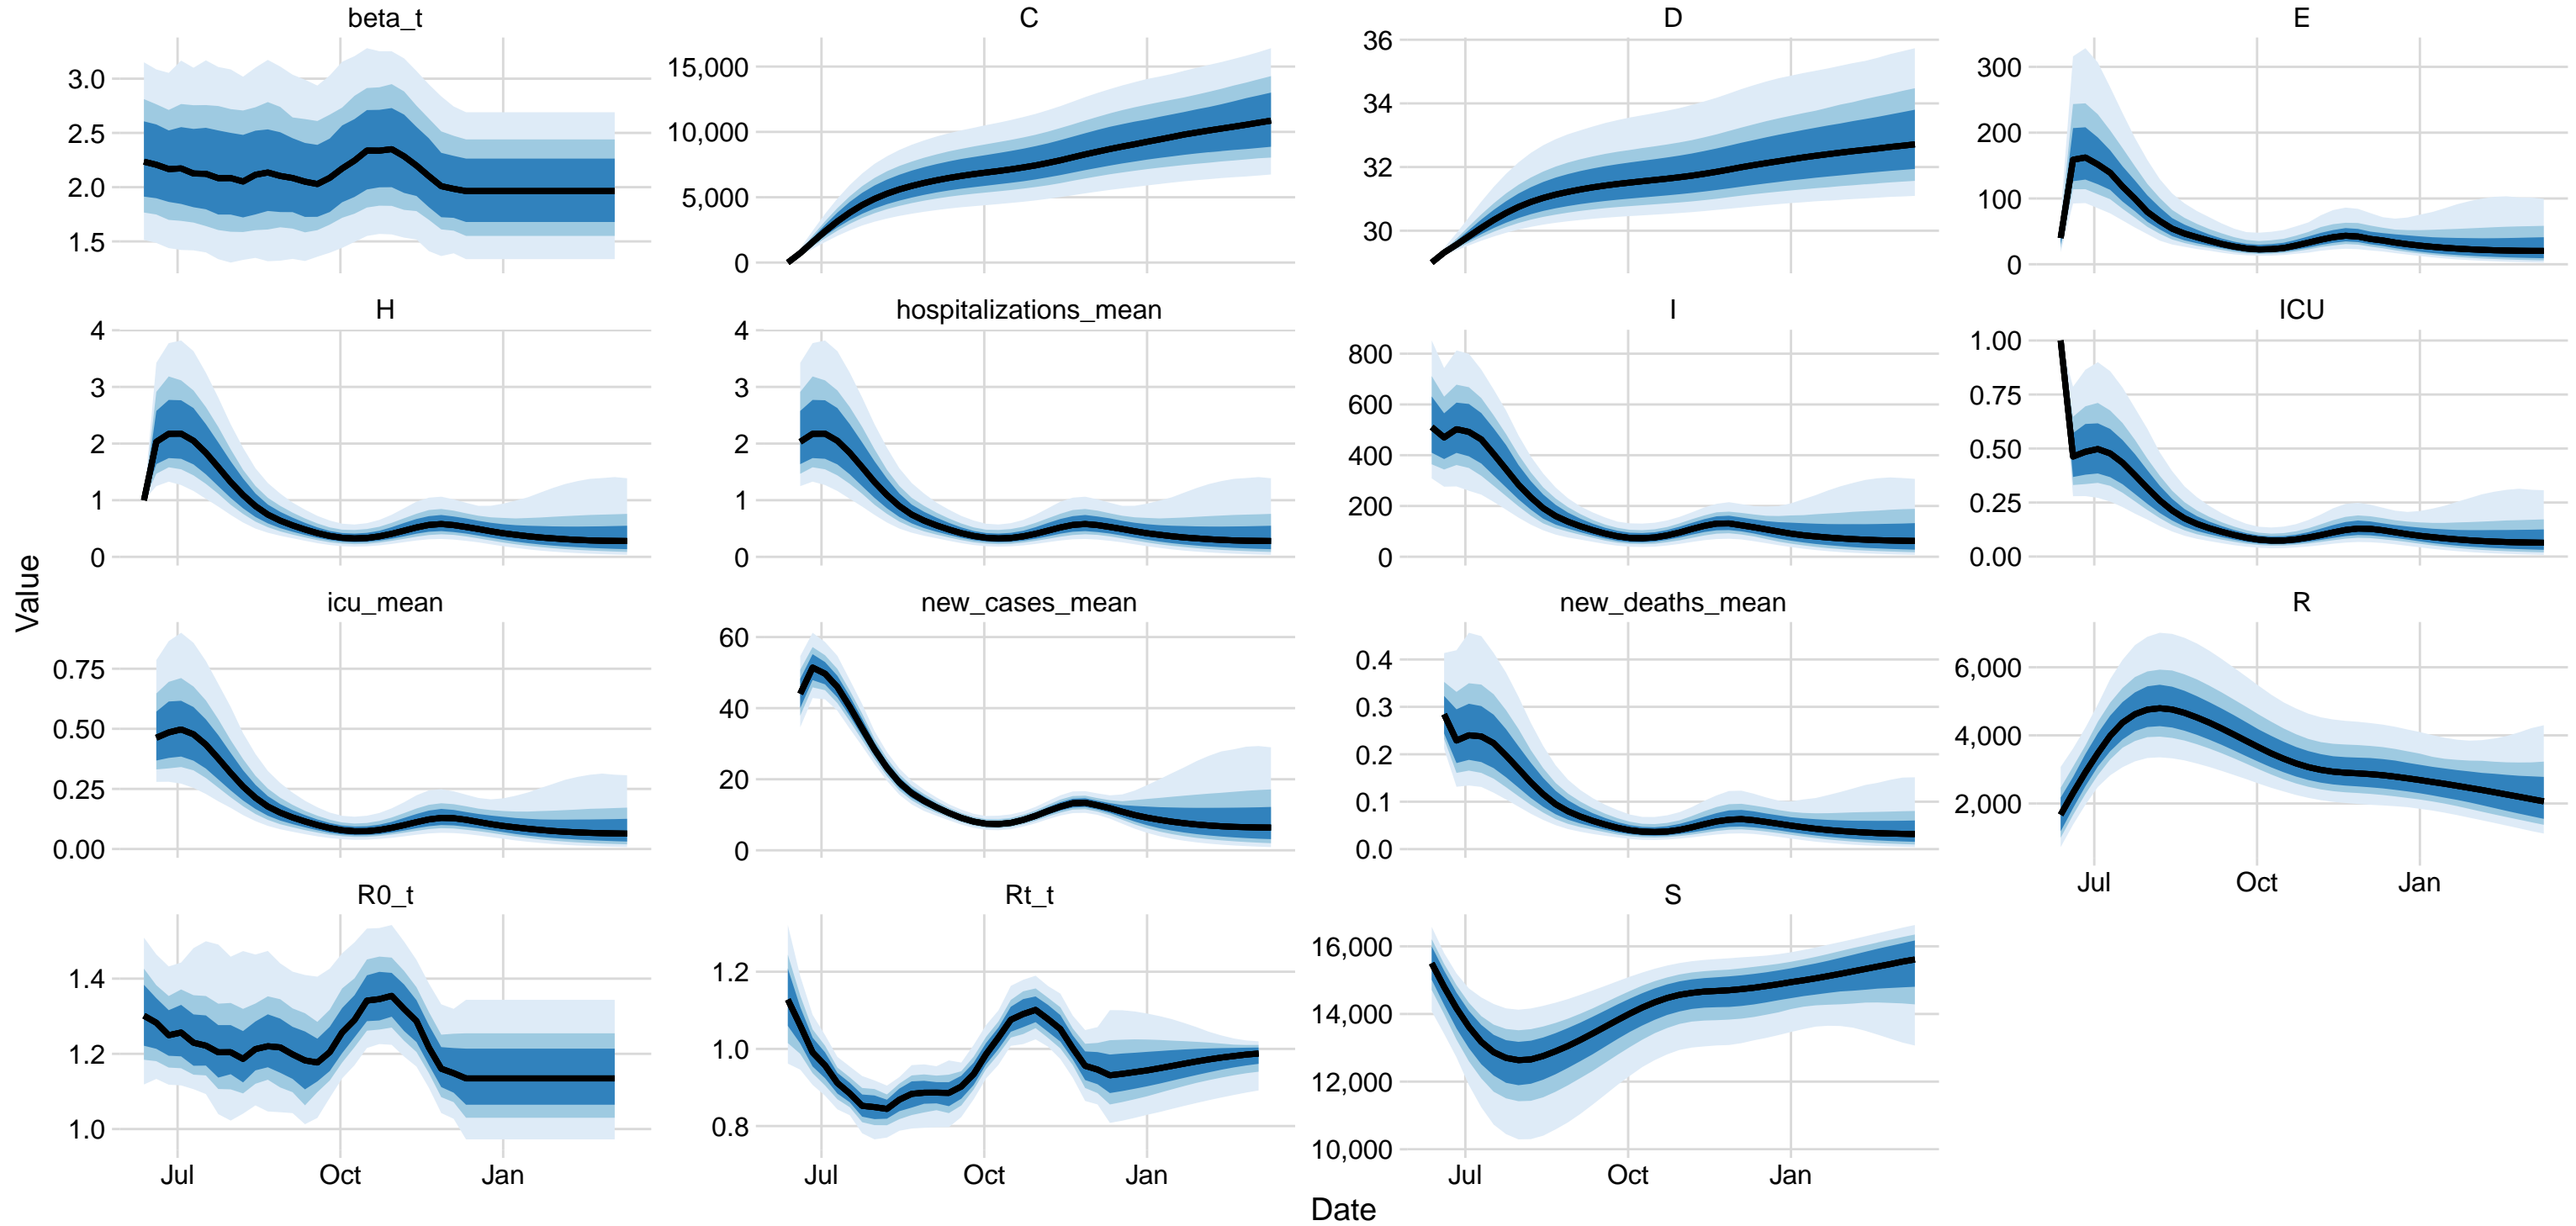 beta_t
C
D
E
3.0
2.5
2.0
1.5
15,000
10,000
5,000
0
36
34
32
30
300
200
100
0
H
hospitalizations_mean
I
ICU
4
3
2
1
0
4
3
2
1
0
800
600
400
200
0
1.00
0.75
0.50
0.25
0.00
icu_mean
new_cases_mean
new_deaths_mean
R
0.75
0.50
0.25
0.00
60
40
20
0
0.4
0.3
0.2
0.1
0.0
6,000
4,000
2,000
Jul Oct Jan
R0_t
Rt_t
S
1.4
1.2
1.0
1.2
1.0
0.8
16,000
14,000
12,000
10,000
Jul Oct Jan
Jul Oct Jan
Jul Oct Jan
Value
Date